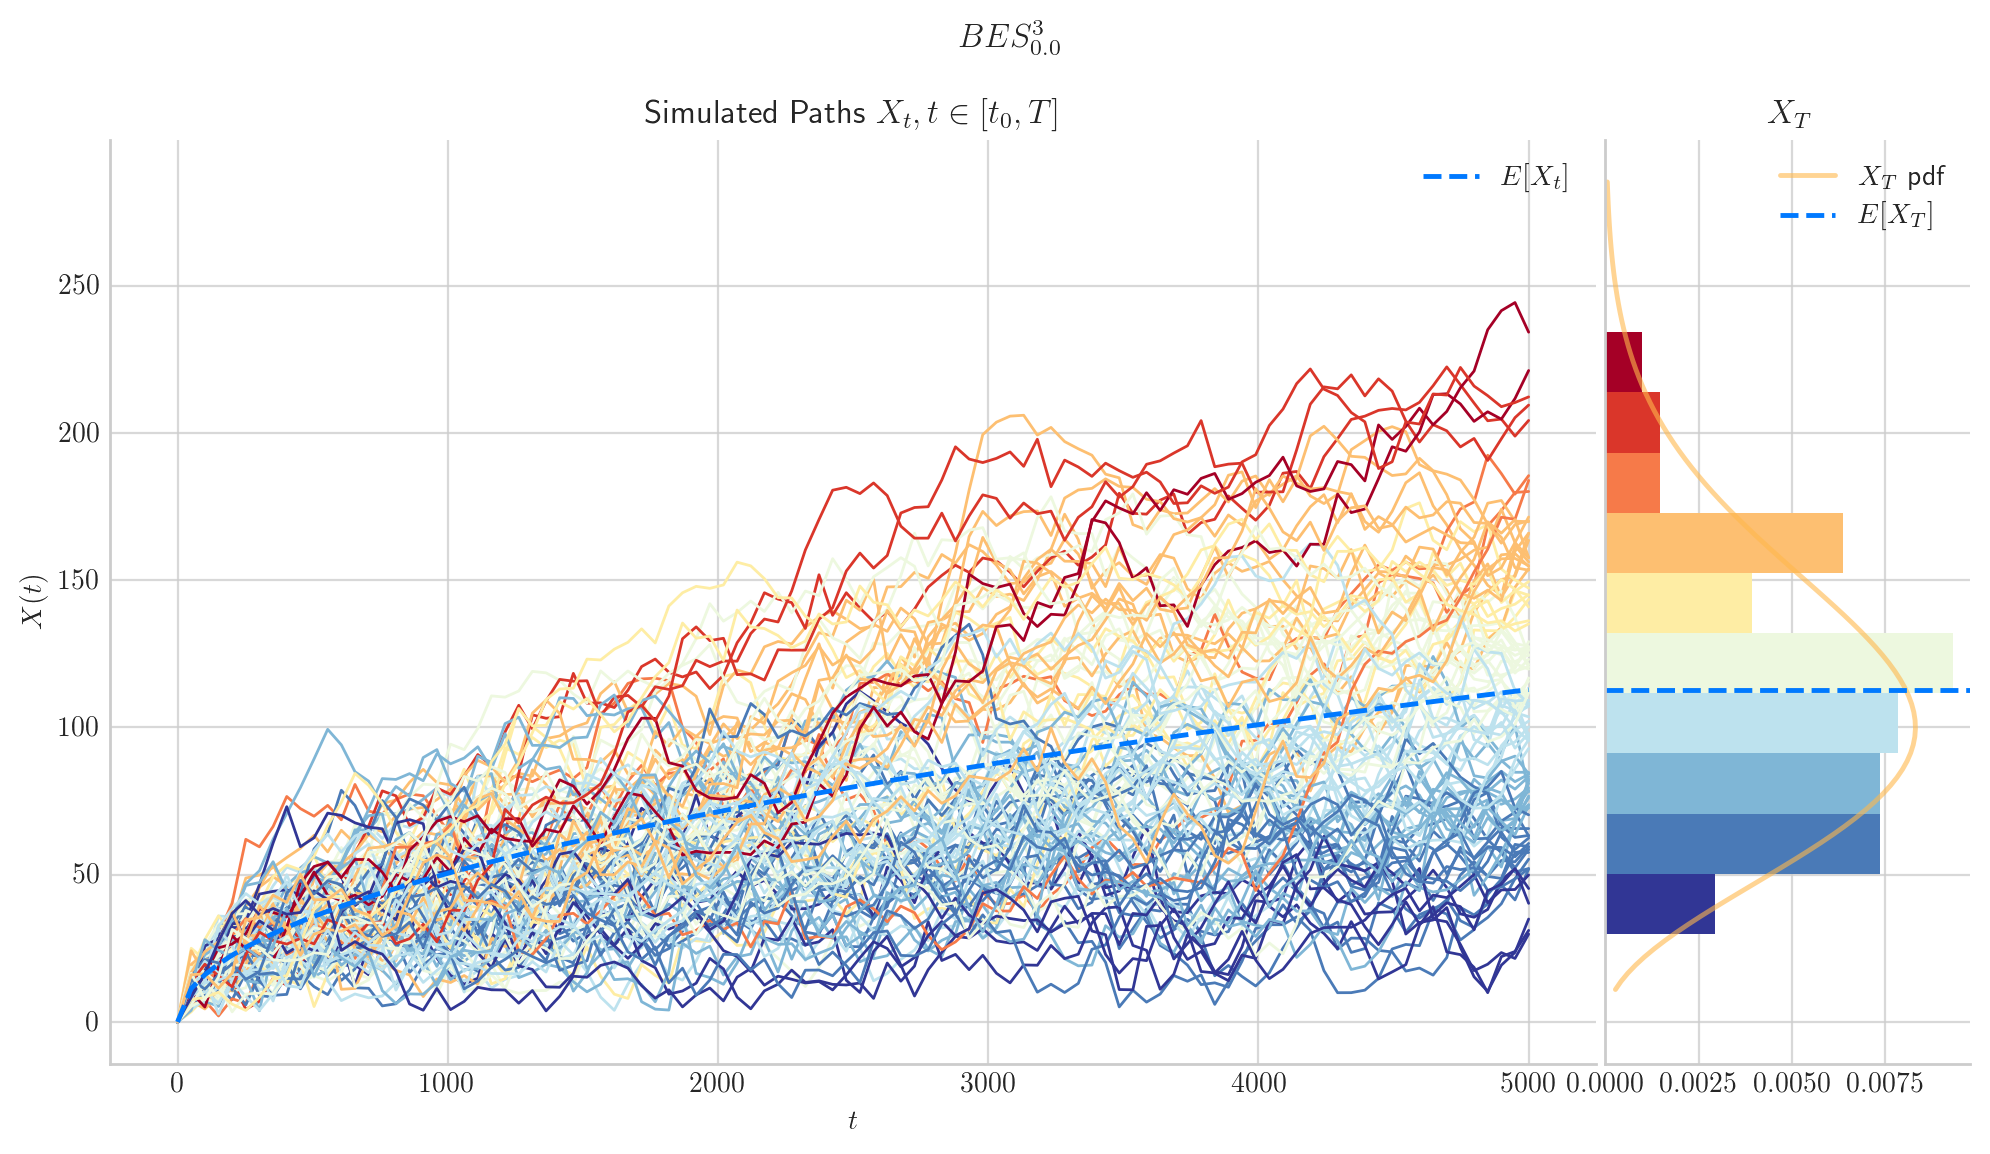 $BES^3_{0.0}$
Simulated Paths $X_t, t \in [t_0, T]$
$X_T$
$E[X_t]$
$X_T$ pdf
$E[X_T]$
250
200
150
100
50
0
$X(t)$
0 1000 2000 3000 4000 5000
0.0000 0.0025 0.0050 0.0075
$t$